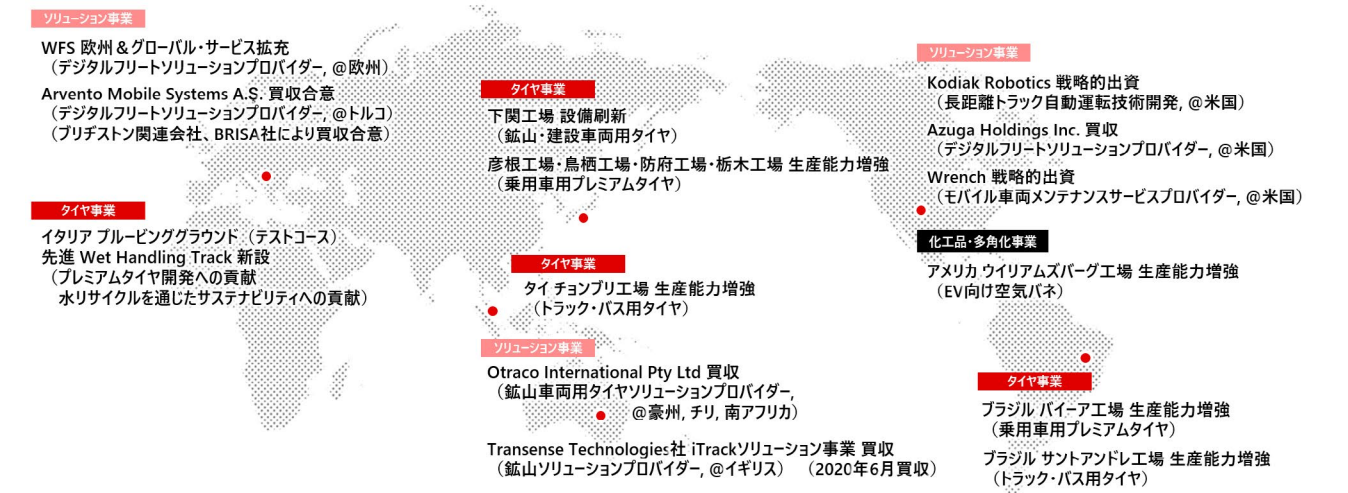 ソリューション事業
WFS 欧州＆グローバル・サービス拡充
（デジタルフリートソリューションプロバイダー, @欧州）
Arvento Mobile Systems A.Ş. 買収合意
（デジタルフリートソリューションプロバイダー, @トルコ）
（ブリヂストン関連会社、BRISA社により買収合意）
タイヤ事業
イタリア プルービンググラウンド（テストコース）
先進 Wet Handling Track 新設
（プレミアムタイヤ開発への貢献
水リサイクルを通じたサステナビリティへの貢献）
タイヤ事業
下関工場 設備刷新
（鉱山・建設車両用タイヤ）
彦根工場・鳥栖工場・防府工場・栃木工場 生産能力増強
（乗用車用プレミアムタイヤ）
タイヤ事業
タイ チョンブリ工場 生産能力増強
（トラック・バス用タイヤ）
ソリューション事業
Otraco International Pty Ltd 買収
（鉱山車両用タイヤソリューションプロバイダー,
@豪州, チリ, 南アフリカ）
Transense Technologies社 iTrackソリューション事業 買収
（鉱山ソリューションプロバイダー, @イギリス）（2020年6月買収）
ソリューション事業
Kodiak Robotics 戦略的出資
（長距離トラック自動運転技術開発, @米国）
Azuga Holdings Inc. 買収
（デジタルフリートソリューションプロバイダー, @米国）
Wrench 戦略的出資
（モバイル車両メンテナンスサービスプロバイダー, @米国）
化工品・多角化事業
アメリカ ウイリアムズバーグ工場 生産能力増強
（EV向け空気バネ）
タイヤ事業
ブラジル バイーア工場 生産能力増強
（乗用車用プレミアムタイヤ）
ブラジル サントアンドレ工場 生産能力増強
（トラック・バス用タイヤ）